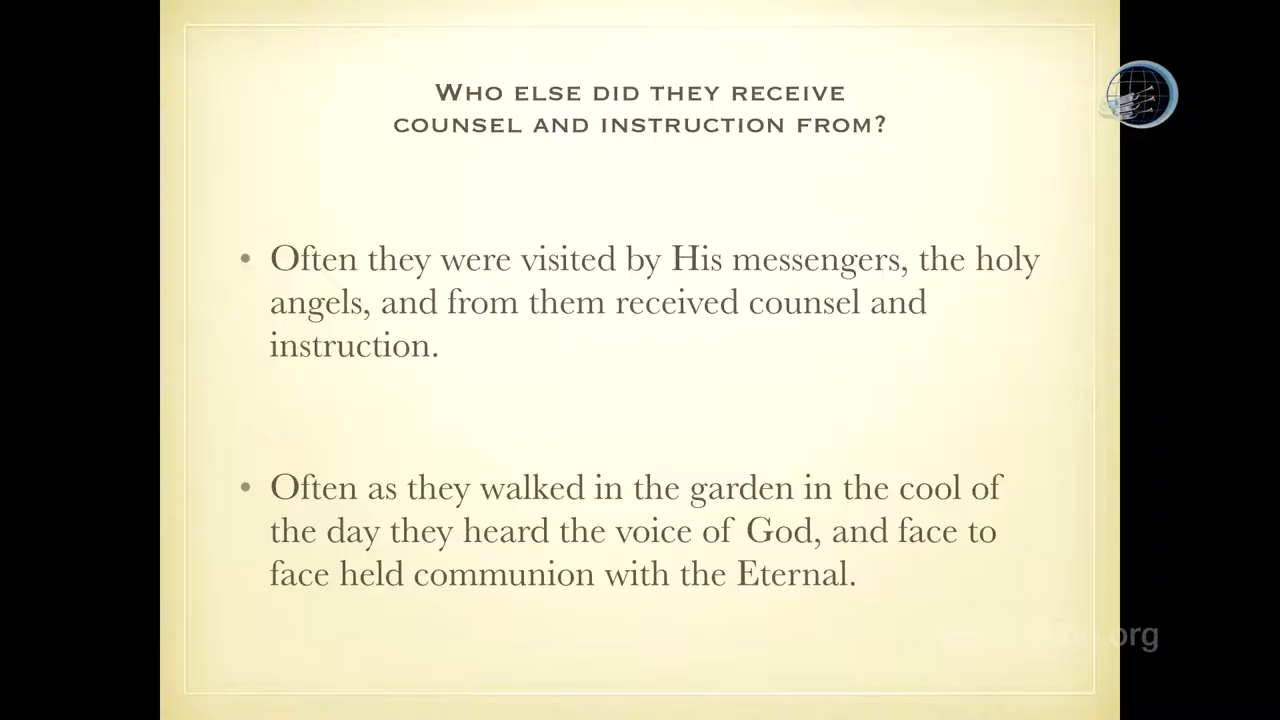 WHO ELSE DID THEY RECEIVE
COUNSEL AND INSTRUCTION FROM?
• Often they were visited by His messengers, the holy
angels, and from them received counsel and
instruction.
• Often as they walked in the garden in the cool of
the day they heard the voice of God, and face to
face held communion with the Eternal.
org